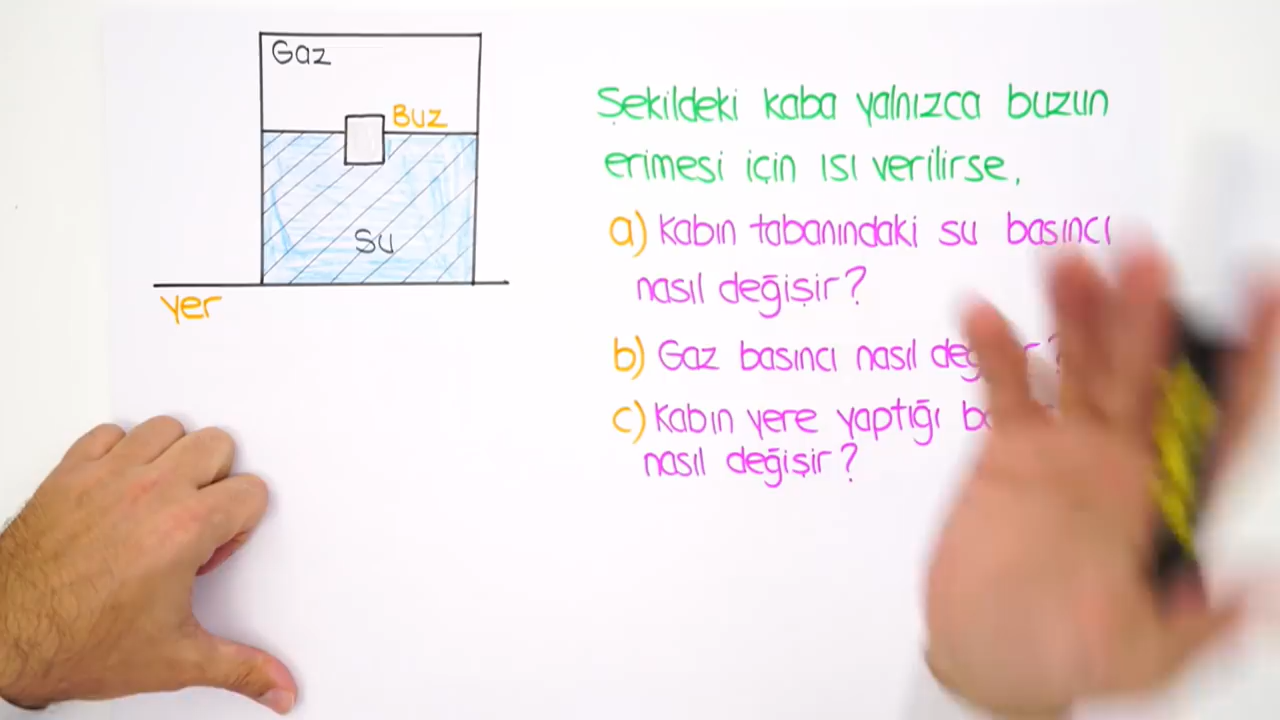 Gaz
Buz
Su
yer
Şekildeki kaba yalnızca buzun
erimesi için ısı verilirse,
a) Kabın tabanındaki su basıncı
nasıl değişir?
b) Gaz basıncı nasıl
c) Kabın yere yaptığı
nasıl değişir?